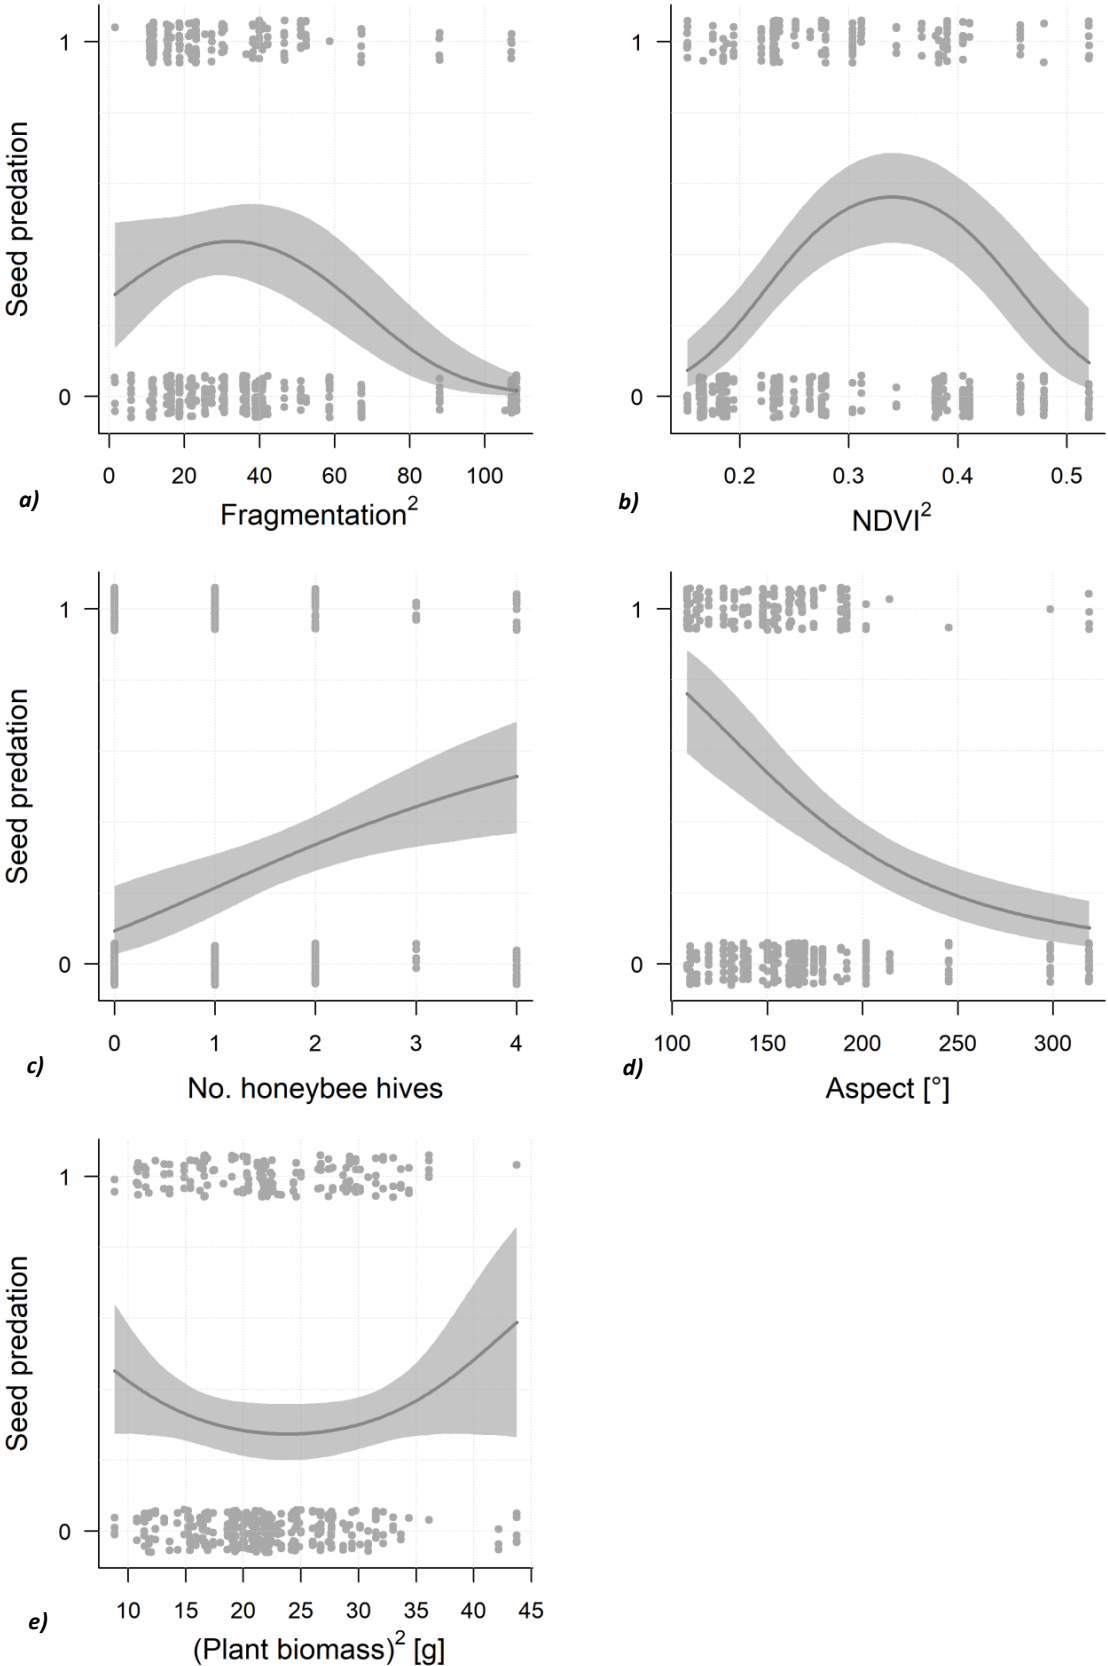 Seed predation
1
0
0 20 40 60 80 100
a)
Fragmentation²
1
0
0.2 0.3 0.4 0.5
b)
NDVI²
Seed predation
1
0
0 1 2 3 4
c)
No. honeybee hives
1
0
100 150 200 250 300
d)
Aspect [°]
Seed predation
1
0
10 15 20 25 30 35 40 45
e)
(Plant biomass)² [g]